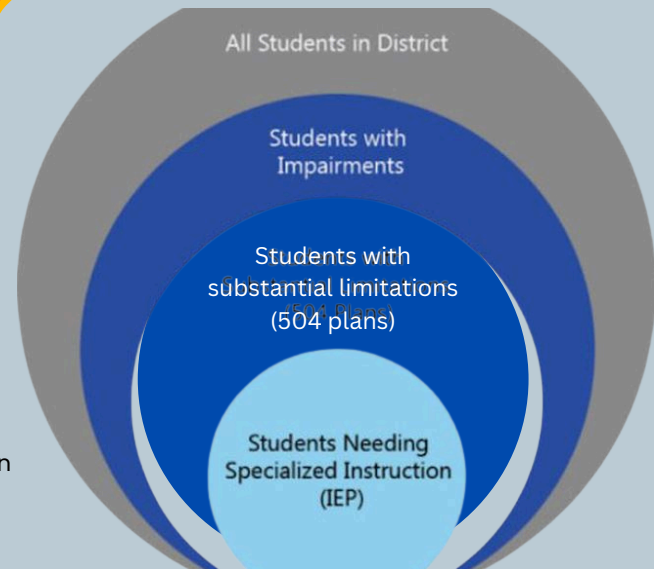 All Students in District
Students with
Impairments
Students with
substantial limitations
(504 plans)
Students Needing
Specialized Instruction
(IEP)
n